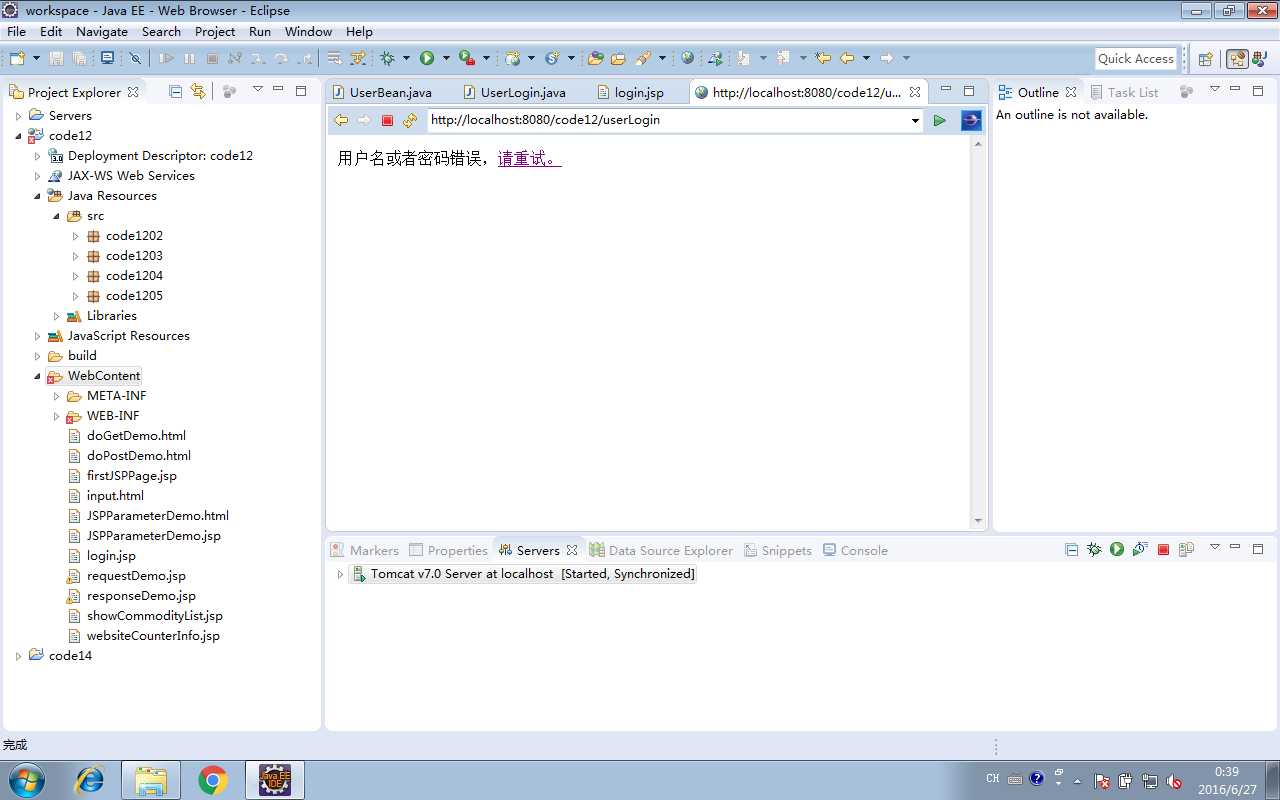 workspace - Java EE - Web Browser - Eclipse
File Edit Navigate Search Project Run Window Help
Quick Access
Project Explorer
UserBean.java UserLogin.java login.jsp http://localhost:8080/code12/u...
Outline Task List
Servers
code12
Deployment Descriptor: code12
JAX-WS Web Services
Java Resources
src
code1202
code1203
code1204
code1205
Libraries
JavaScript Resources
build
WebContent
META-INF
WEB-INF
doGetDemo.html
doPostDemo.html
firstJSPPage.jsp
input.html
JSPParameterDemo.html
JSPParameterDemo.jsp
login.jsp
requestDemo.jsp
responseDemo.jsp
showCommodityList.jsp
websiteCounterInfo.jsp
code14
http://localhost:8080/code12/userLogin
用户名或者密码错误，请重试。
An outline is not available.
Markers Properties Servers Data Source Explorer Snippets Console
Tomcat v7.0 Server at localhost [Started, Synchronized]
完成
Java EE
IDE
CH
0:39
2016/6/27